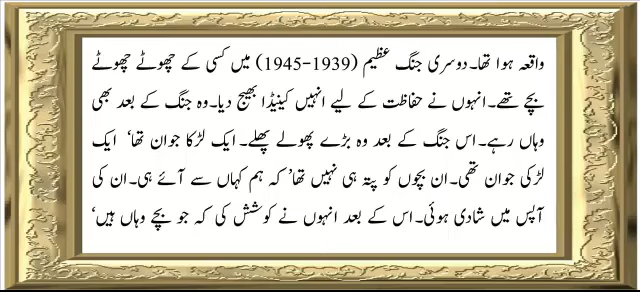 واقعہ ہوا تھا۔ دوسری جنگ عظیم (1939-1945) میں کسی کے چھوٹے چھوٹے
بچے تھے۔ انہوں نے حفاظت کے لیے انہیں کینیڈا بھیج دیا۔ وہ جنگ کے بعد بھی
وہاں رہے۔ اس جنگ کے بعد وہ بڑے پھولے پھلے۔ ایک لڑکا جوان تھا‘ ایک
لڑکی جوان تھی۔ ان بچوں کو پتہ ہی نہیں تھا’ کہ ہم کہاں سے آئے ہی۔ ان کی
آپس میں شادی ہوئی۔ اس کے بعد انہوں نے کوشش کی کہ جو بچے وہاں ہیں‘